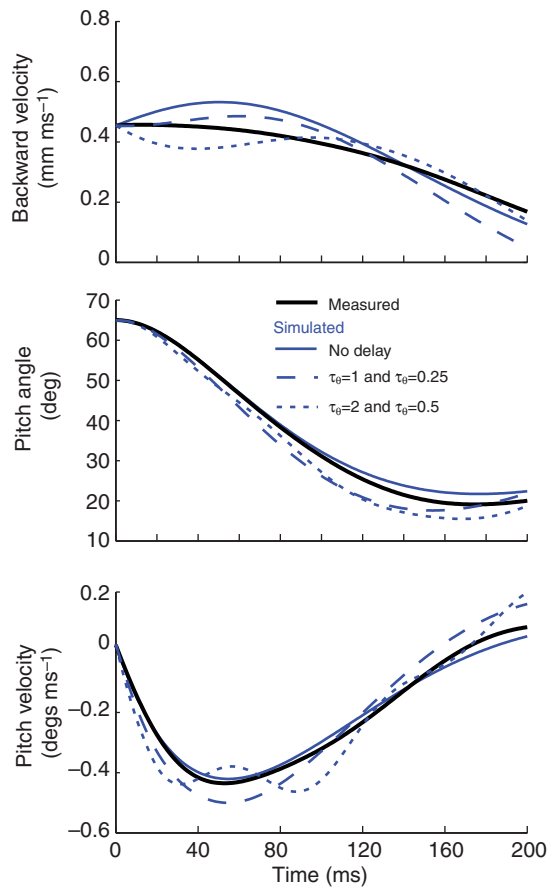 0.8
0.6
0.4
0.2
0
Backward velocity
(mm ms⁻¹)
70
60
50
40
30
20
10
Pitch angle
(deg)
Measured
Simulated
No delay
τθ=1 and τθ=0.25
τθ=2 and τθ=0.5
0.2
0
−0.2
−0.4
−0.6
Pitch velocity
(degs ms⁻¹)
0 40 80 120 160 200
Time (ms)